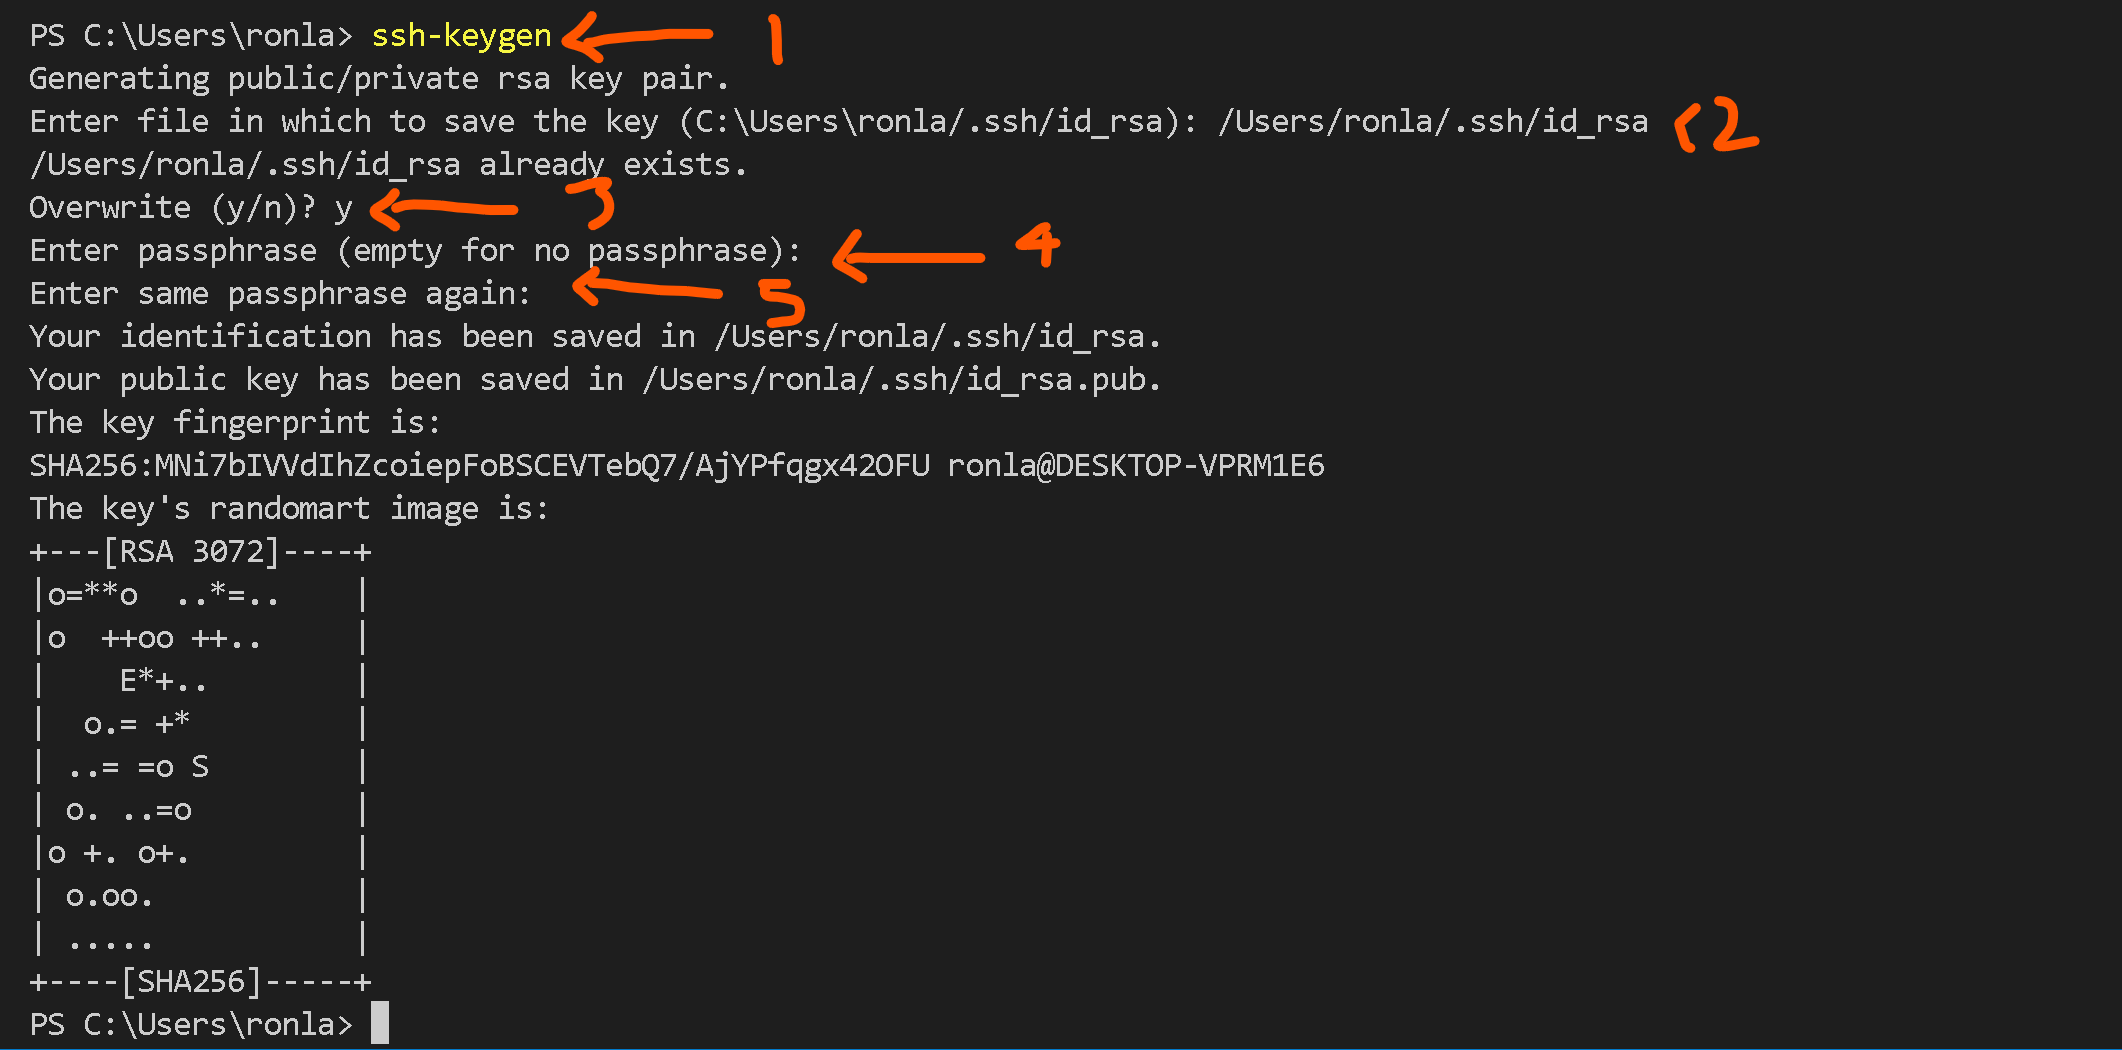 PS C:\Users\ronla> ssh-keygen 1
Generating public/private rsa key pair.
Enter file in which to save the key (C:\Users\ronla/.ssh/id_rsa): /Users/ronla/.ssh/id_rsa <2
/Users/ronla/.ssh/id_rsa already exists.
Overwrite (y/n)? y 3
Enter passphrase (empty for no passphrase): 4
Enter same passphrase again: 5
Your identification has been saved in /Users/ronla/.ssh/id_rsa.
Your public key has been saved in /Users/ronla/.ssh/id_rsa.pub.
The key fingerprint is:
SHA256:MNi7bIVVdIhZcoiepFoBSCEVTebQ7/AjYPfqgx42OFU ronla@DESKTOP-VPRM1E6
The key's randomart image is:
+---[RSA 3072]----+
|o=**o  ..*=..    |
|o  ++oo ++..     |
|    E*+..        |
|  o.= +*         |
| ..= =o S        |
| o. ..=o         |
|o +. o+.         |
| o.oo.           |
| .....           |
+----[SHA256]-----+
PS C:\Users\ronla>